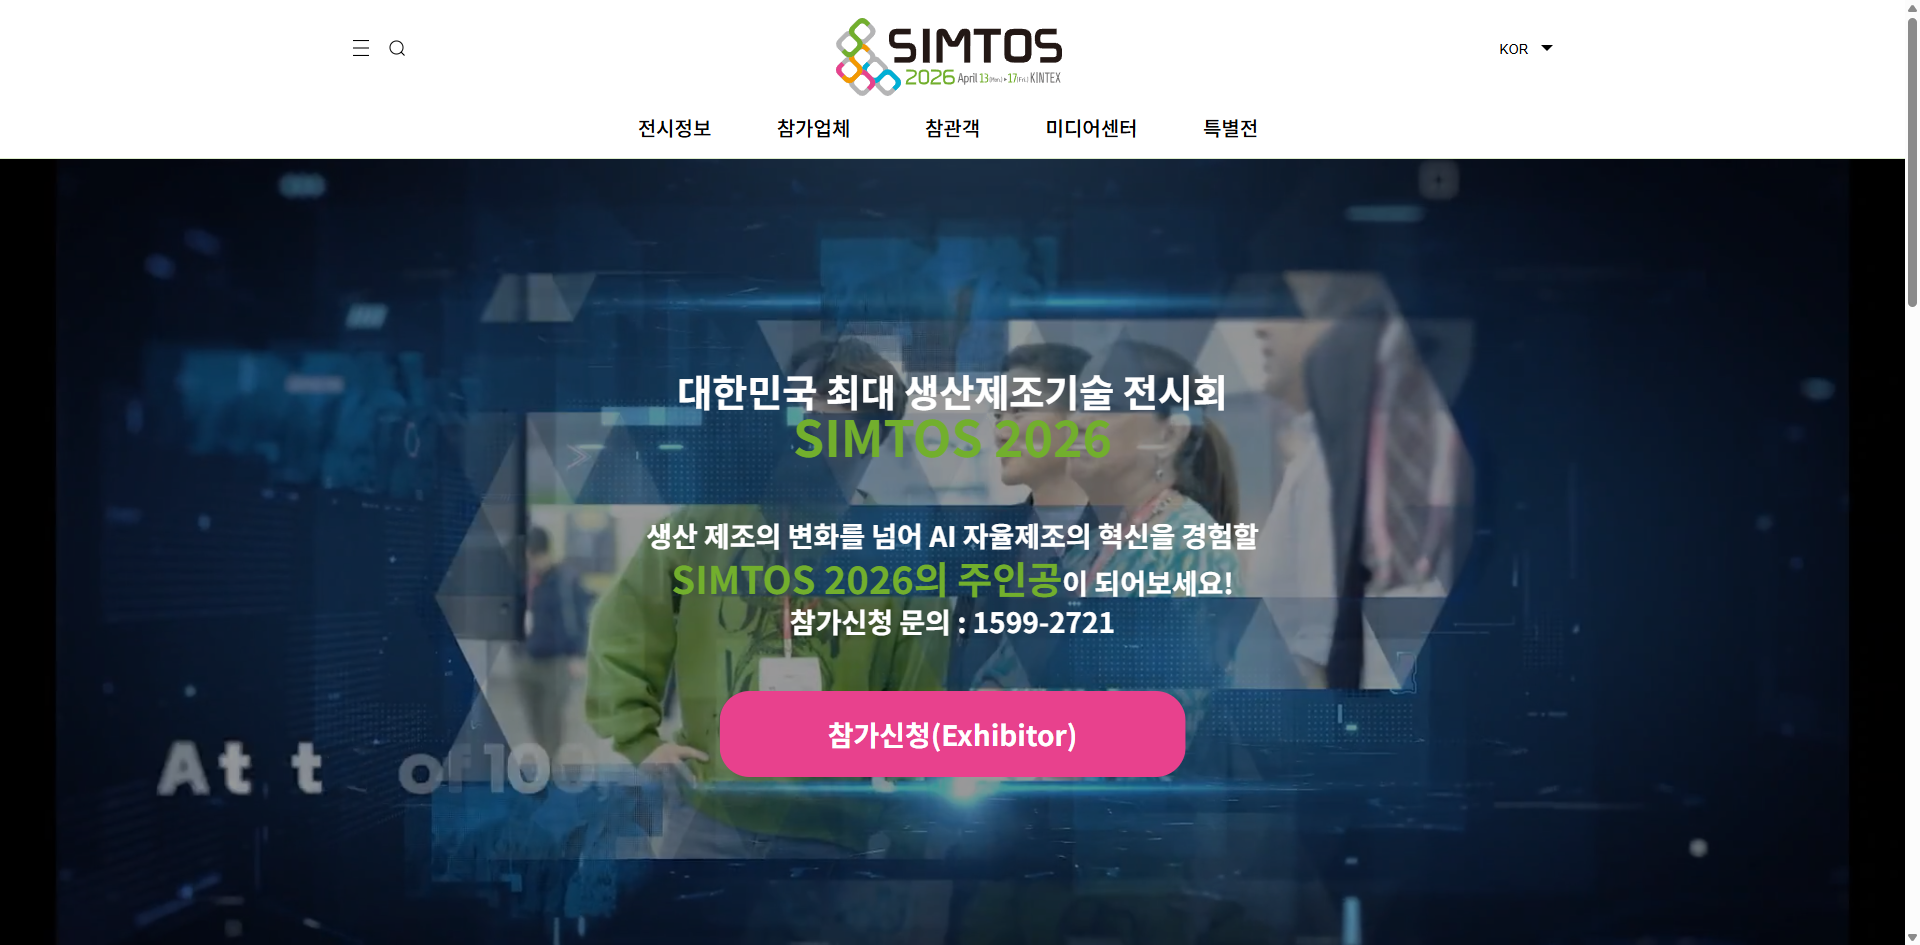 SIMTOS
2026 April 13(Mon.)▸17(Fri.) KINTEX
KOR
전시정보 참가업체 참관객 미디어센터 특별전
대한민국 최대 생산제조기술 전시회
SIMTOS 2026
생산 제조의 변화를 넘어 AI 자율제조의 혁신을 경험할
SIMTOS 2026의 주인공이 되어보세요!
참가신청 문의 : 1599-2721
참가신청(Exhibitor)
At t of 100,